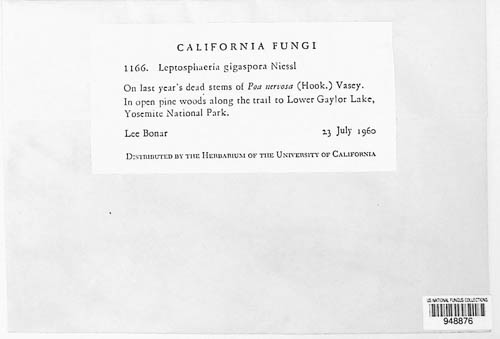 CALIFORNIA FUNGI
1166. Leptosphaeria gigaspora Niessl
On last year's dead stems of Poa nervosa (Hook.) Vasey.
In open pine woods along the trail to Lower Gaylor Lake,
Yosemite National Park.
Lee Bonar 23 July 1960
DISTRIBUTED BY THE HERBARIUM OF THE UNIVERSITY OF CALIFORNIA
US NATIONAL FUNGUS COLLECTIONS
948876